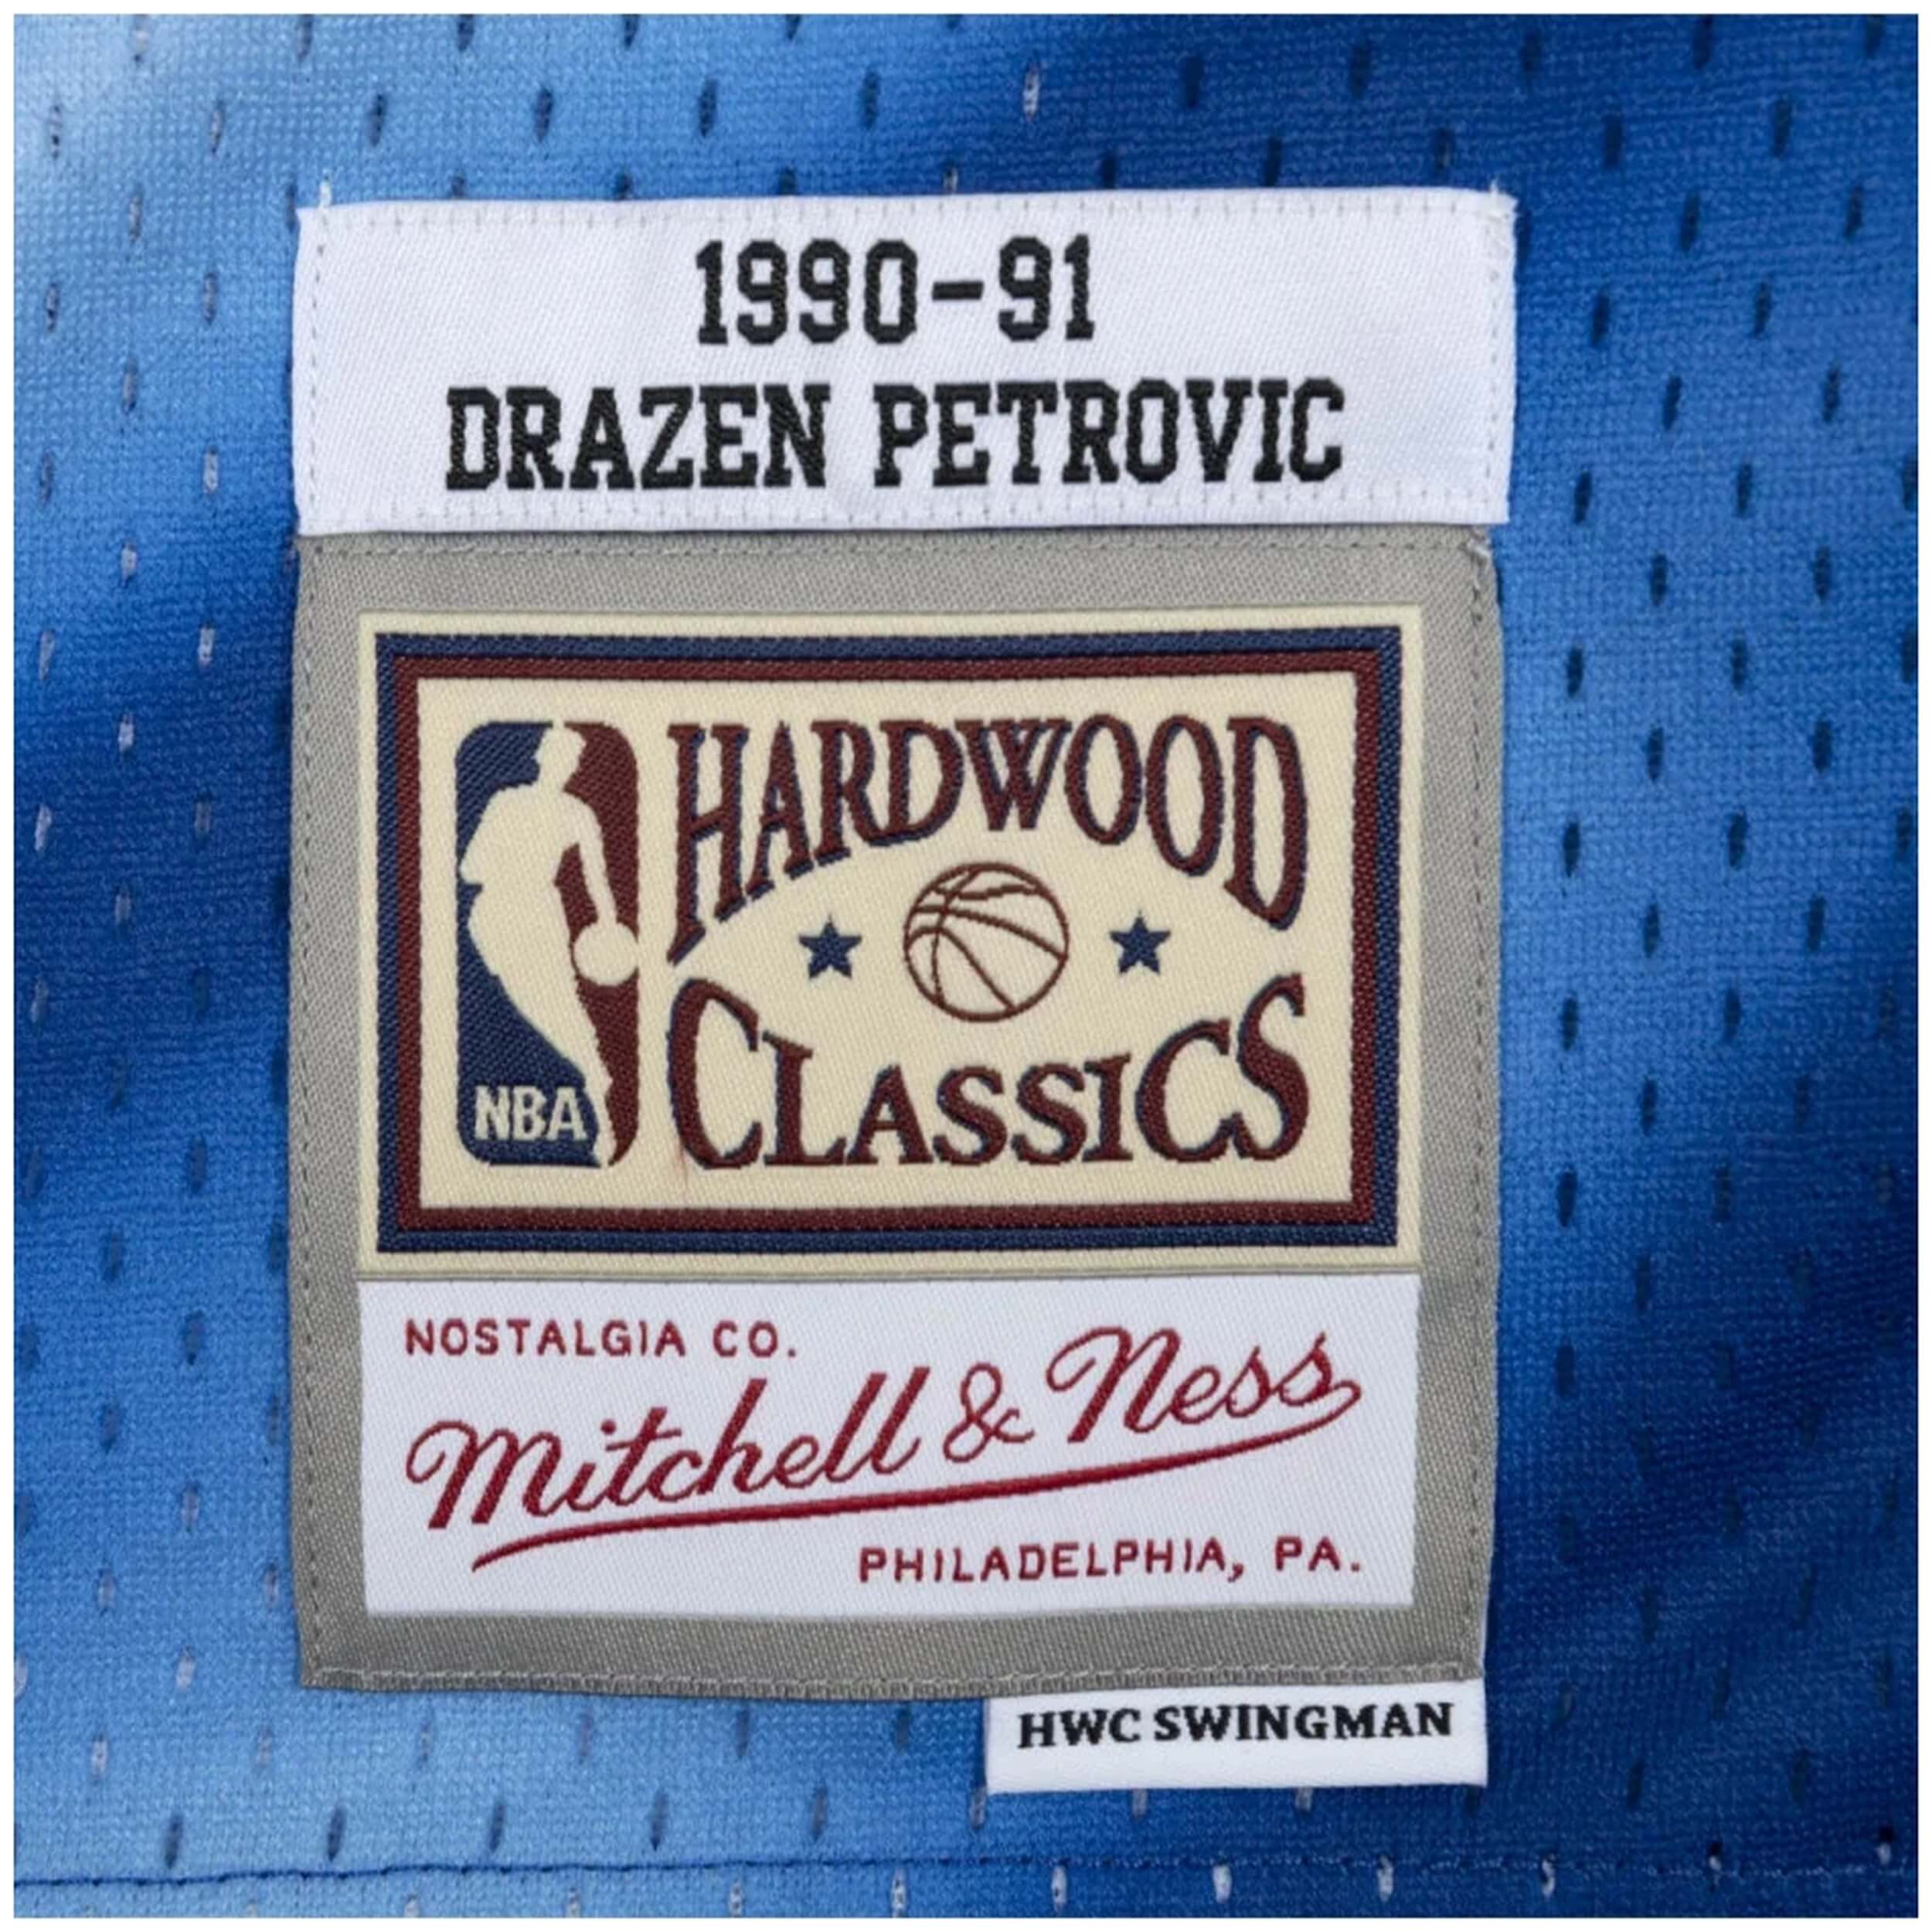 1990-91
DRAZEN PETROVIC
HARDWOOD
CLASSICS
NBA
NOSTALGIA CO.
Mitchell & Ness
PHILADELPHIA, PA.
HWC SWINGMAN